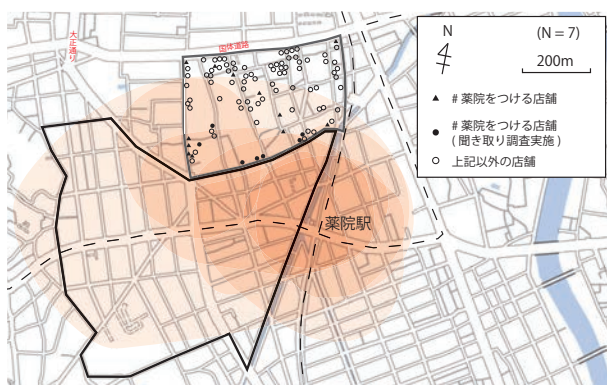 大正通り
国体道路
薬院駅
N
(N = 7)
200m
▲ #薬院をつける店舗
● #薬院をつける店舗
(聞き取り調査実施)
○ 上記以外の店舗